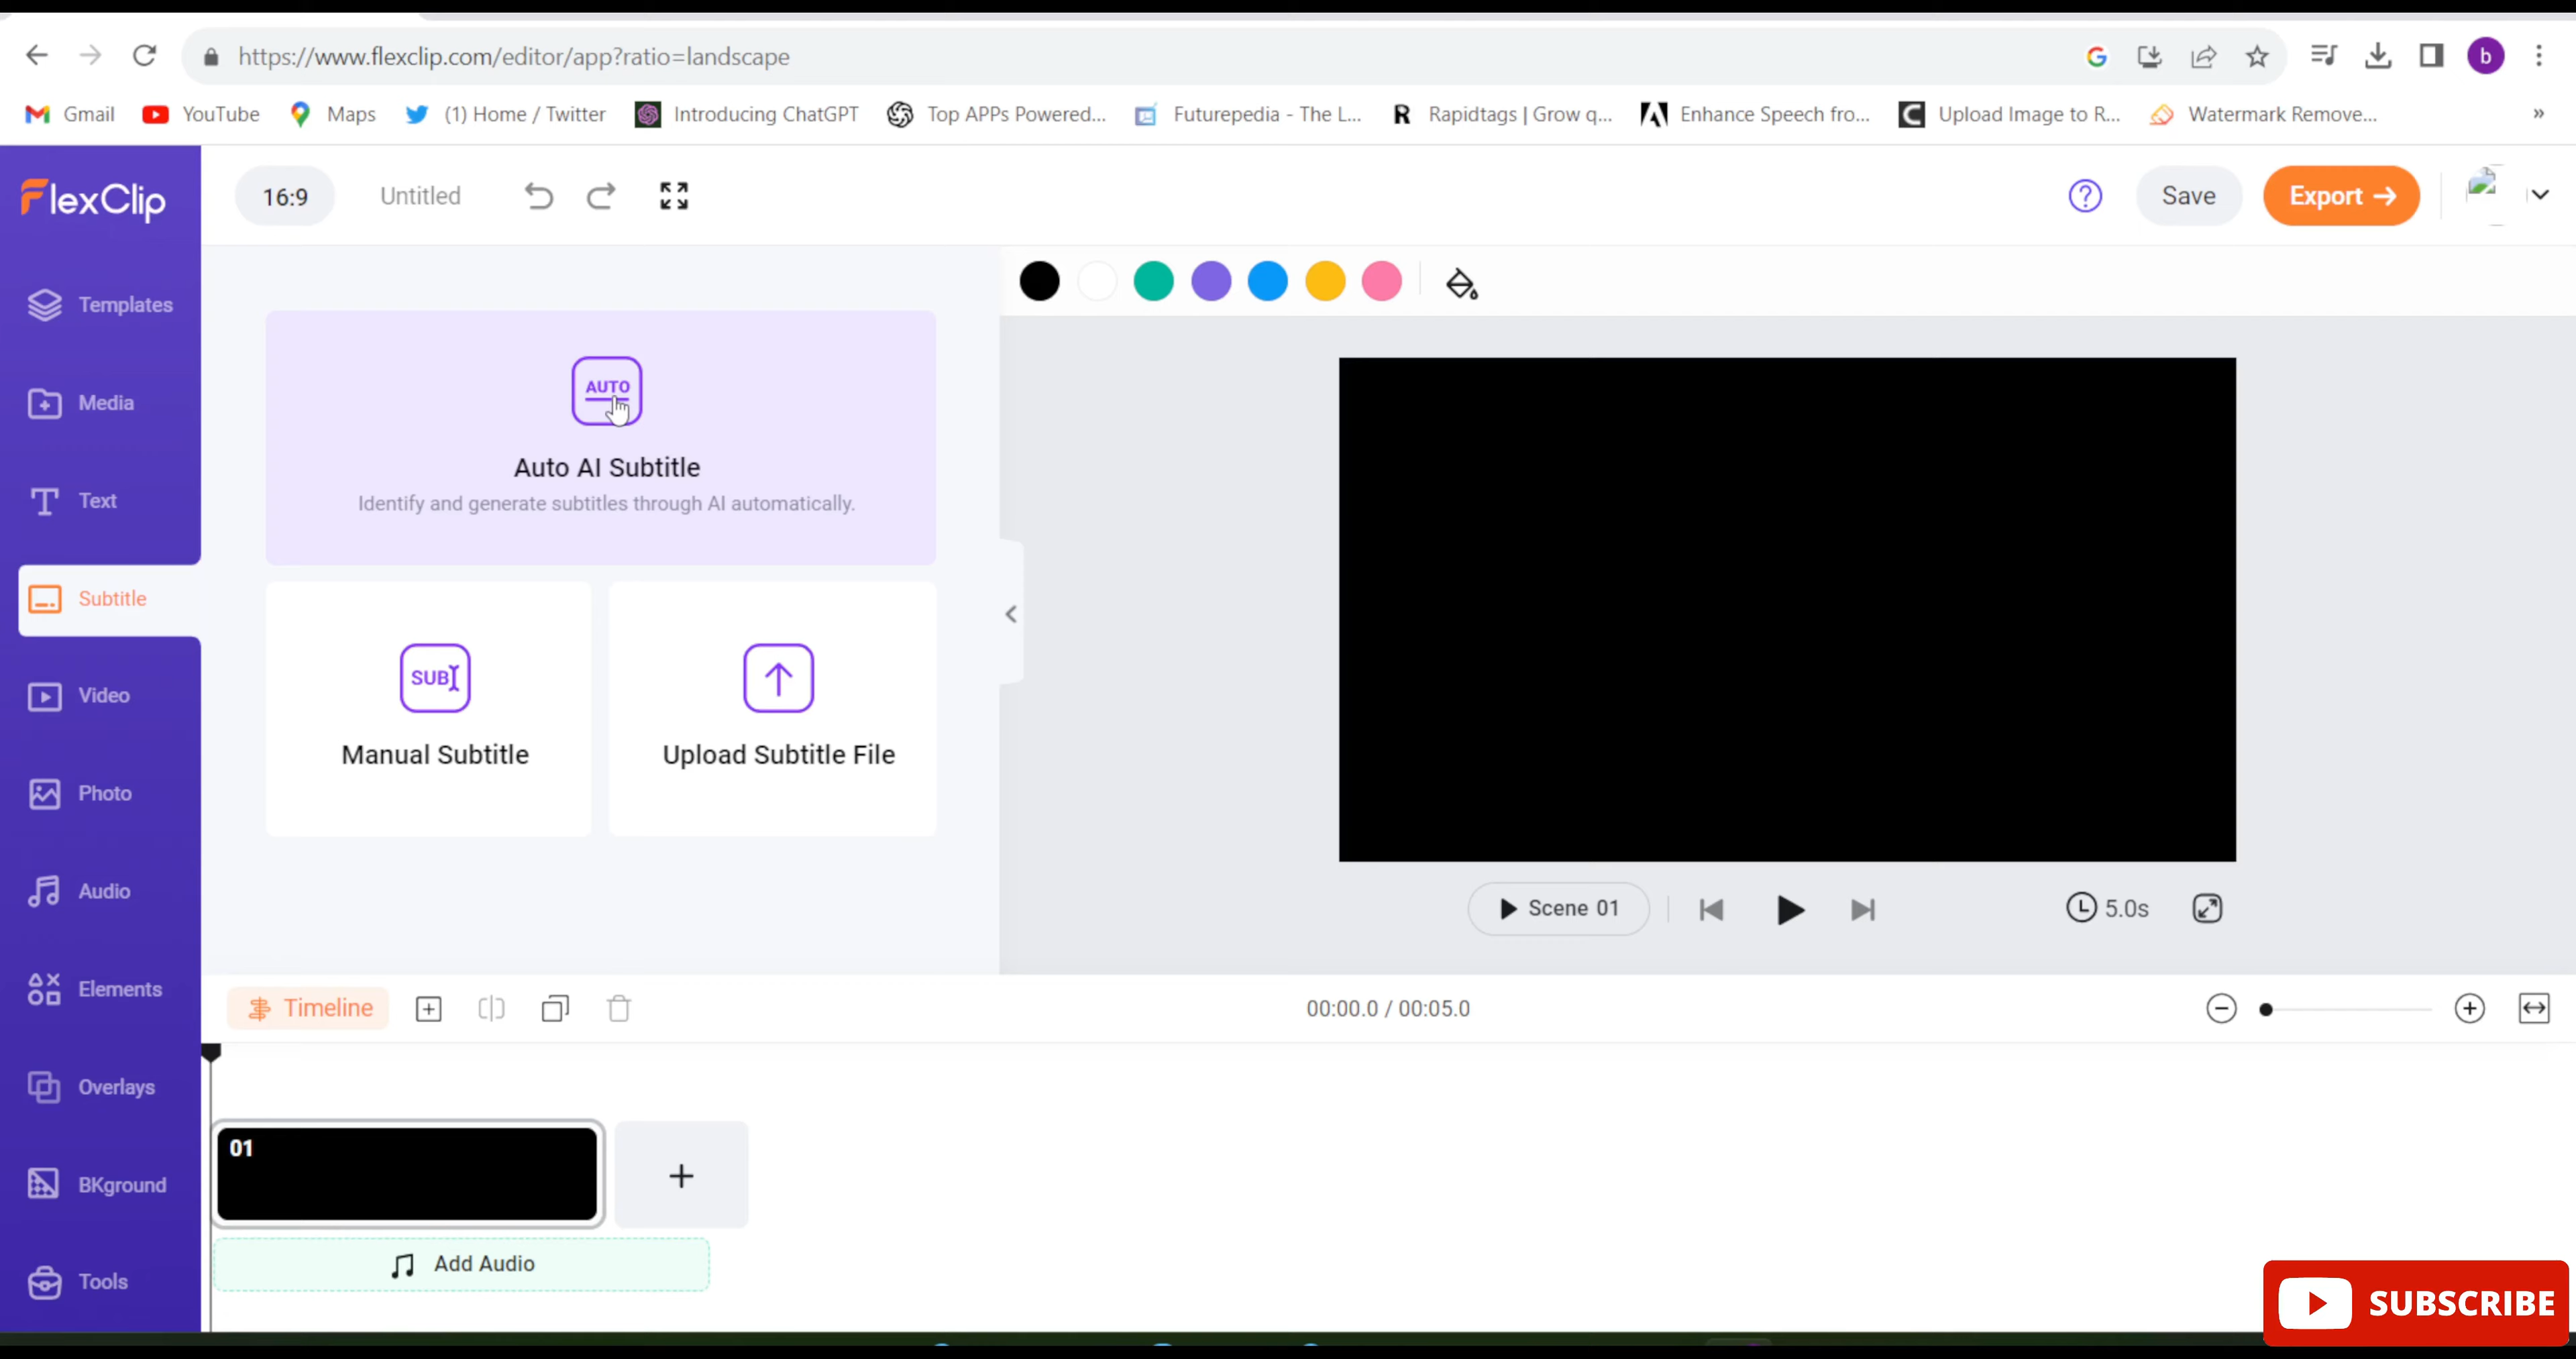 https://www.flexclip.com/editor/app?ratio=landscape
b
Gmail YouTube Maps (1) Home / Twitter Introducing ChatGPT Top APPs Powered... Futurepedia - The L... R Rapidtags | Grow q... Enhance Speech fro... Upload Image to R... Watermark Remove... »
FlexClip
16:9 Untitled ? Save Export
Templates
Media
Text
Subtitle
Video
Photo
Audio
Elements
Overlays
BKground
Tools
AUTO
Auto AI Subtitle
Identify and generate subtitles through AI automatically.
SUB
Manual Subtitle Upload Subtitle File
Scene 01 5.0s
Timeline 00:00.0 / 00:05.0
01
+
Add Audio
SUBSCRIBE